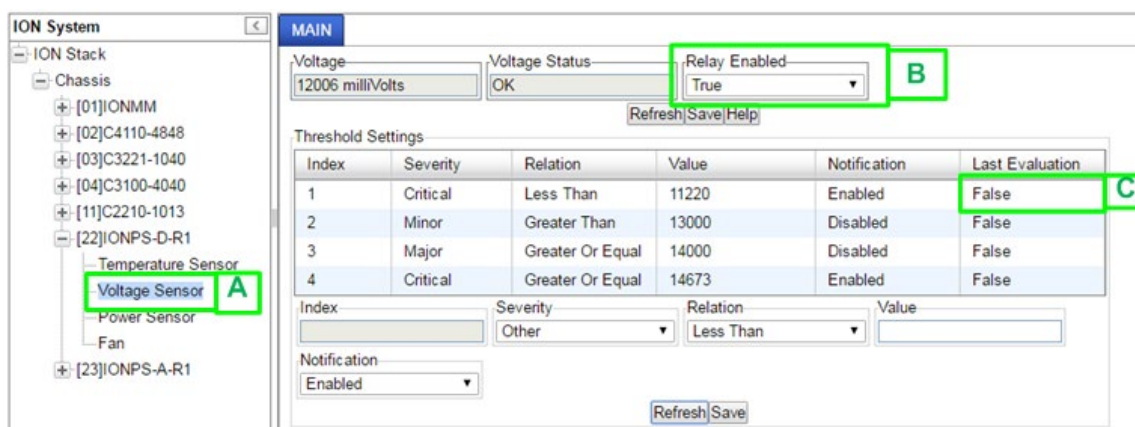 ION System <
ION Stack
Chassis
[01]IONMM
[02]C4110-4848
[03]C3221-1040
[04]C3100-4040
[11]C2210-1013
[22]IONPS-D-R1
Temperature Sensor
Voltage Sensor A
Power Sensor
Fan
[23]IONPS-A-R1
MAIN
Voltage Voltage Status Relay Enabled
12006 milliVolts OK True B
Refresh Save Help
Threshold Settings
Index Severity Relation Value Notification Last Evaluation
1 Critical Less Than 11220 Enabled False C
2 Minor Greater Than 13000 Disabled False
3 Major Greater Or Equal 14000 Disabled False
4 Critical Greater Or Equal 14673 Enabled False
Index Severity Relation Value
Other Less Than
Notification
Enabled
Refresh Save